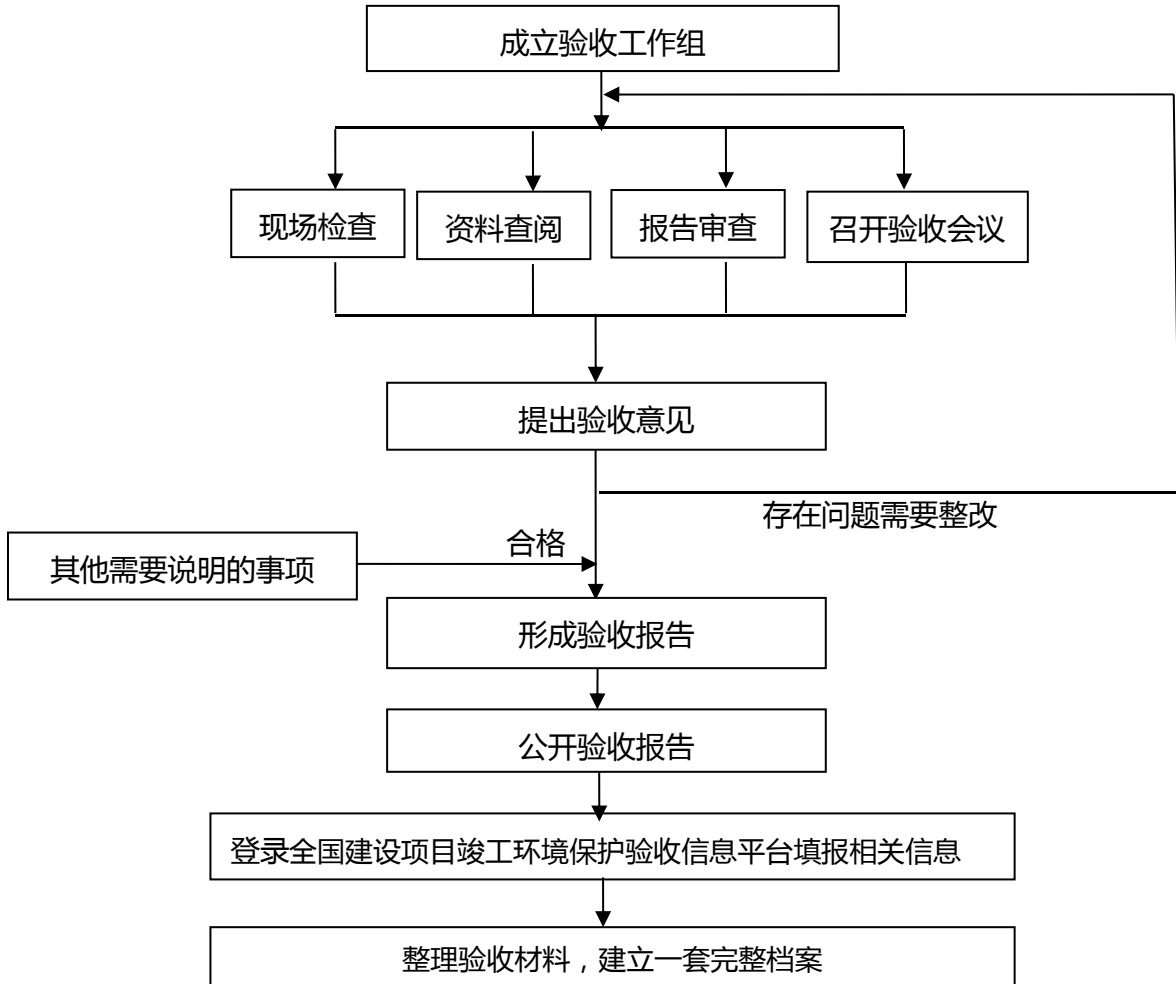 成立验收工作组
现场检查
资料查阅
报告审查
召开验收会议
提出验收意见
存在问题需要整改
合格
其他需要说明的事项
形成验收报告
公开验收报告
登录全国建设项目竣工环境保护验收信息平台填报相关信息
整理验收材料，建立一套完整档案